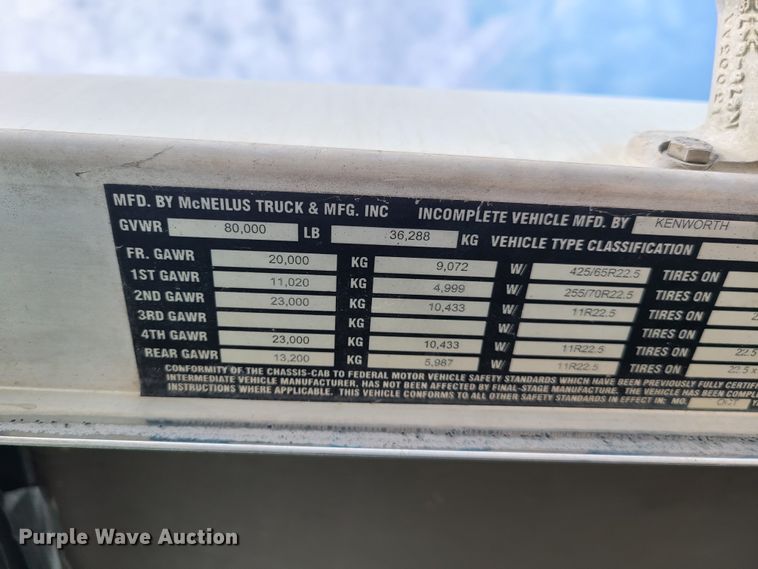 MFD. BY McNEILUS TRUCK & MFG. INC INCOMPLETE VEHICLE MFD. BY KENWORTH
GVWR 80,000 LB 36,288 KG VEHICLE TYPE CLASSIFICATION
FR. GAWR 20,000 KG 9,072 W/ 425/65R22.5 TIRES ON
1ST GAWR 11,020 KG 4,999 W/ 255/70R22.5 TIRES ON
2ND GAWR 23,000 KG 10,433 W/ 11R22.5 TIRES ON
3RD GAWR KG W/ TIRES ON
4TH GAWR 23,000 KG 10,433 W/ 11R22.5 TIRES ON 22.5
REAR GAWR 13,200 KG 5,987 W/ 11R22.5 TIRES ON 22.5 x
CONFORMITY OF THE CHASSIS-CAB TO FEDERAL MOTOR VEHICLE SAFETY STANDARDS WHICH HAVE BEEN PREVIOUSLY FULLY CERTIFI
INTERMEDIATE VEHICLE MANUFACTURER, HAS NOT BEEN AFFECTED BY FINAL-STAGE MANUFACTURE. THE VEHICLE HAS BEEN COMPL
INSTRUCTIONS WHERE APPLICABLE. THIS VEHICLE CONFORMS TO ALL OTHER SAFETY STANDARDS IN EFFECT IN: MO. OCT
Purple Wave Auction